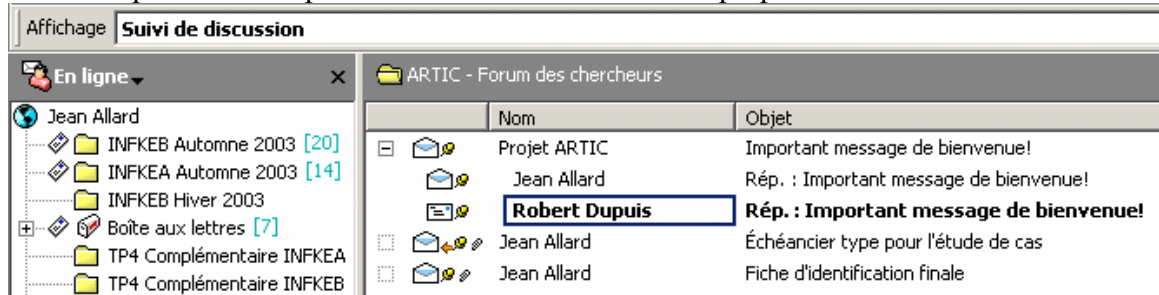 Affichage Suivi de discussion
En ligne
ARTIC - Forum des chercheurs
Jean Allard
INFKEB Automne 2003 [20]
INFKEA Automne 2003 [14]
INFKEB Hiver 2003
Boîte aux lettres [7]
TP4 Complémentaire INFKEA
TP4 Complémentaire INFKEB
Nom Objet
Projet ARTIC Important message de bienvenue!
Jean Allard Rép. : Important message de bienvenue!
Robert Dupuis Rép. : Important message de bienvenue!
Jean Allard Échéancier type pour l'étude de cas
Jean Allard Fiche d'identification finale